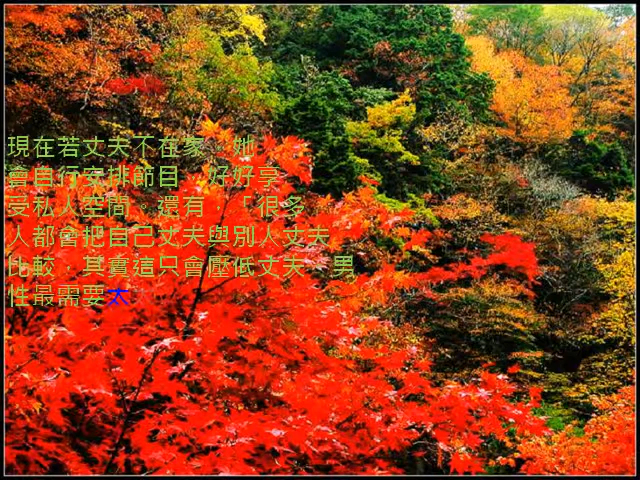 現在若丈夫不在家，她
會自行安排節目，好好享
受私人空間。還有，「很多
人都會把自己丈夫與別人丈夫
比較，其實這只會壓低丈夫、男
性最需要太